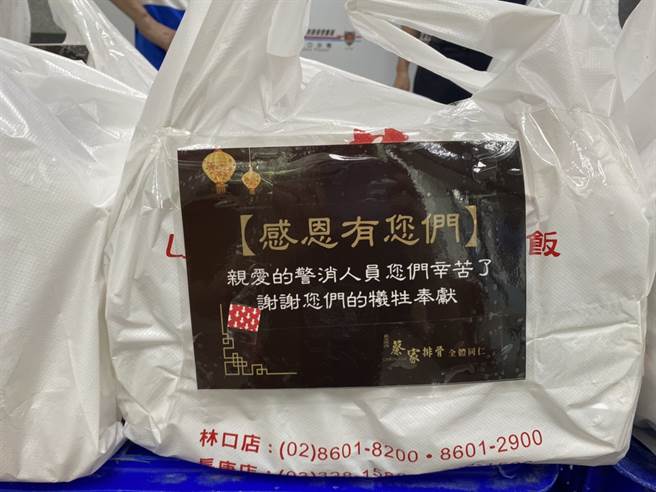 【感恩有您們】
飯
親愛的警消人員您們辛苦了
謝謝您們的犧牲奉獻
蔡家排骨 全體同仁
林口店：(02)8601-8200・8601-2900